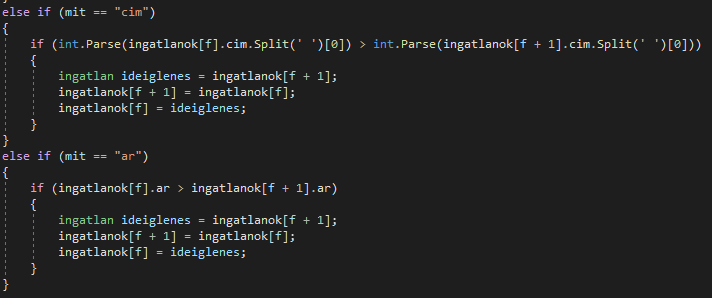 else if (mit == "cim")
{
if (int.Parse(ingatlanok[f].cim.Split(' ')[0]) > int.Parse(ingatlanok[f + 1].cim.Split(' ')[0]))
{
ingatlan ideiglenes = ingatlanok[f + 1];
ingatlanok[f + 1] = ingatlanok[f];
ingatlanok[f] = ideiglenes;
}
}
else if (mit == "ar")
{
if (ingatlanok[f].ar > ingatlanok[f + 1].ar)
{
ingatlan ideiglenes = ingatlanok[f + 1];
ingatlanok[f + 1] = ingatlanok[f];
ingatlanok[f] = ideiglenes;
}
}